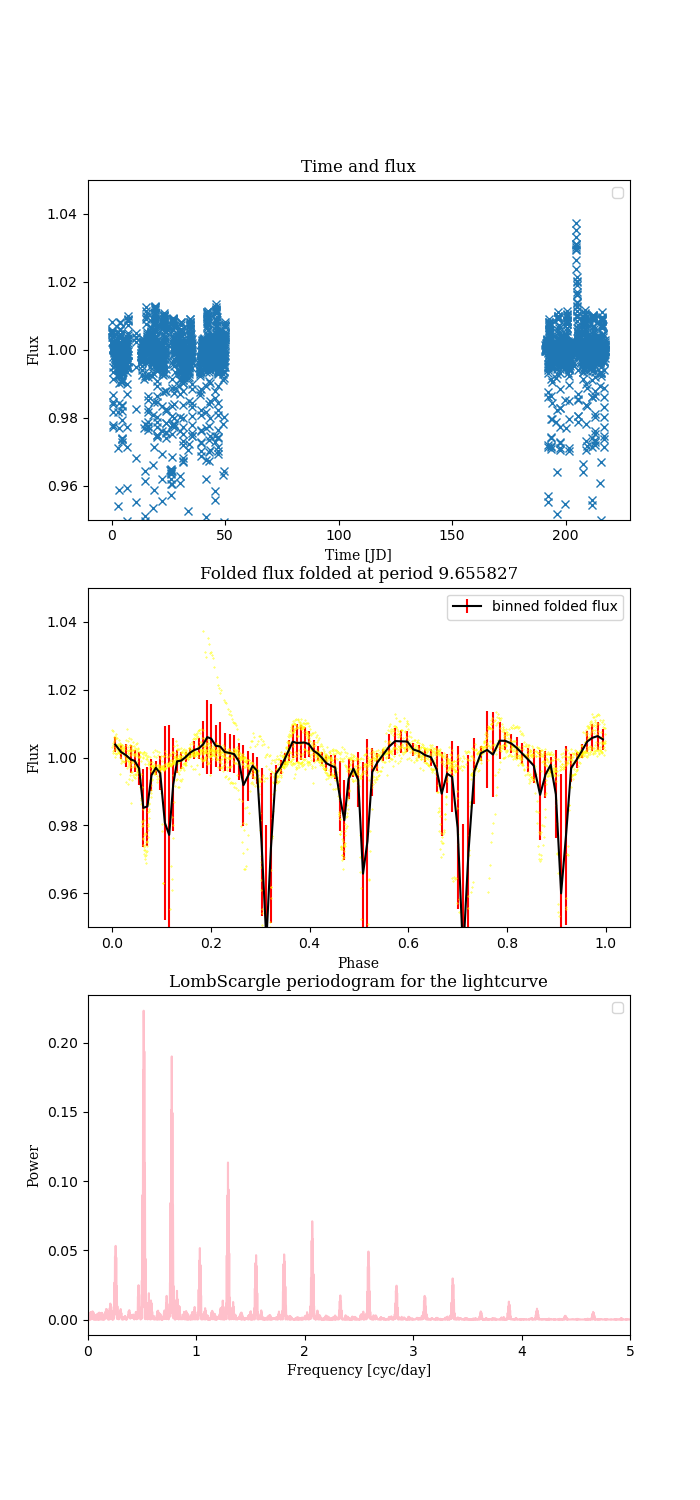 Time and flux
1.04
1.02
1.00
0.98
0.96
Flux
0 50 100 150 200
Time [JD]
Folded flux folded at period 9.655827
binned folded flux
1.04
1.02
1.00
0.98
0.96
Flux
0.0 0.2 0.4 0.6 0.8 1.0
Phase
LombScargle periodogram for the lightcurve
0.20
0.15
0.10
0.05
0.00
Power
0 1 2 3 4 5
Frequency [cyc/day]